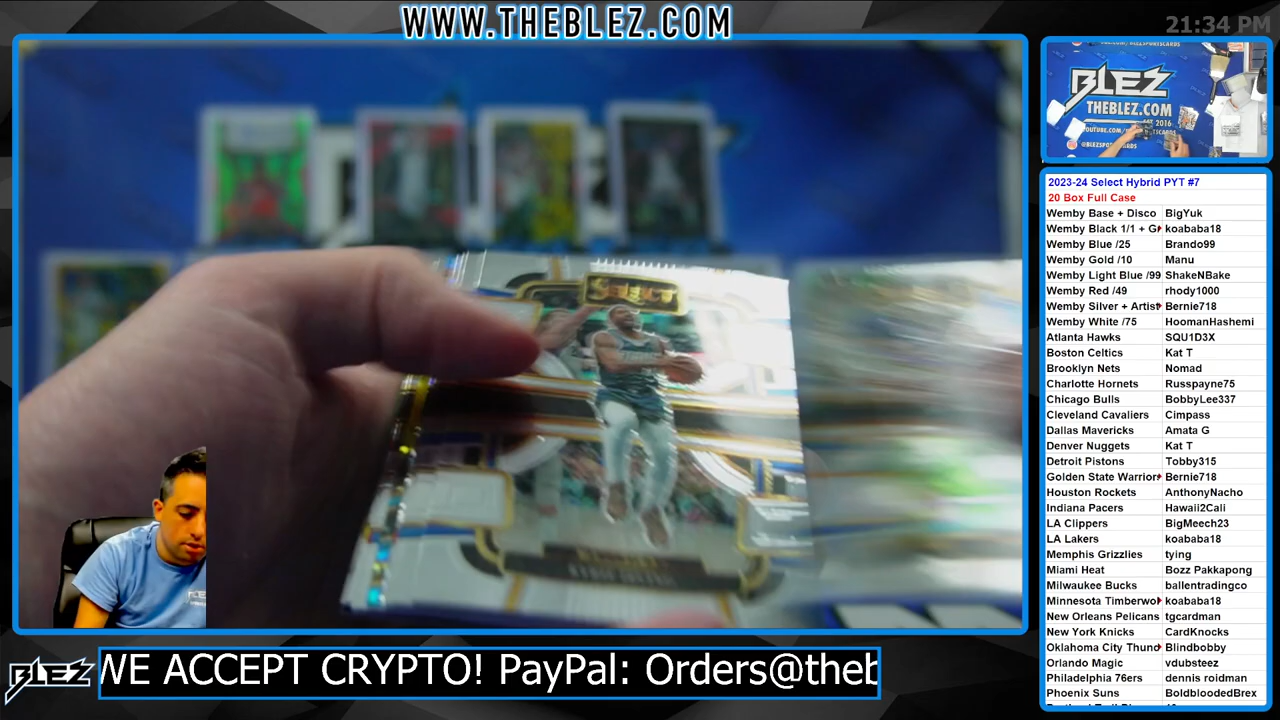 WWW.THEBLEZ.COM
21:34 PM
BLEZ
THEBLEZ.COM
2016
2023-24 Select Hybrid PYT #7
20 Box Full Case
Wemby Base + Disco BigYuk
Wemby Black 1/1 + G koababa18
Wemby Blue /25 Brando99
Wemby Gold /10 Manu
Wemby Light Blue /99 ShakeNBake
Wemby Red /49 rhody1000
Wemby Silver + Artist Bernie718
Wemby White /75 HoomanHashemi
Atlanta Hawks SQU1D3X
Boston Celtics Kat T
Brooklyn Nets Nomad
Charlotte Hornets Russpayne75
Chicago Bulls BobbyLee337
Cleveland Cavaliers Cimpass
Dallas Mavericks Amata G
Denver Nuggets Kat T
Detroit Pistons Tobby315
Golden State Warrior Bernie718
Houston Rockets AnthonyNacho
Indiana Pacers Hawaii2Cali
LA Clippers BigMeech23
LA Lakers koababa18
Memphis Grizzlies tying
Miami Heat Bozz Pakkapong
Milwaukee Bucks ballentradingco
Minnesota Timberwol koababa18
New Orleans Pelicans tgcardman
New York Knicks CardKnocks
Oklahoma City Thund Blindbobby
Orlando Magic vdubsteez
Philadelphia 76ers dennis roidman
Phoenix Suns BoldbloodedBrex
SELECT
BLEZ
WE ACCEPT CRYPTO! PayPal: Orders@theb